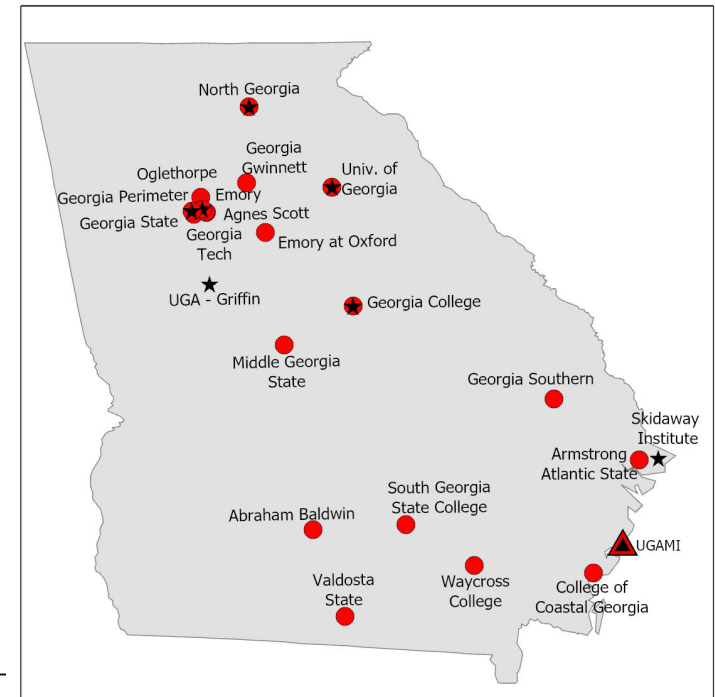 North Georgia
Georgia
Gwinnett
Oglethorpe
Univ. of
Georgia
Georgia Perimeter
Emory
Georgia State
Agnes Scott
Georgia
Tech
Emory at Oxford
UGA - Griffin
Georgia College
Middle Georgia
State
Georgia Southern
Skidaway
Institute
Armstrong
Atlantic State
South Georgia
State College
Abraham Baldwin
UGAMI
Valdosta
State
Waycross
College
College of
Coastal Georgia